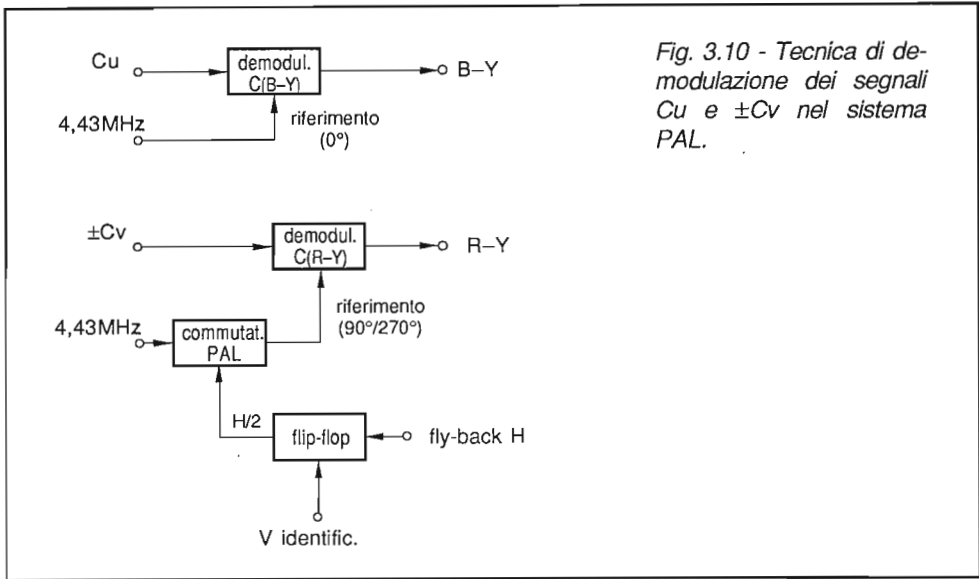 Cu
demodul.
C(B–Y)
B–Y
4,43MHz
riferimento
(0°)
Fig. 3.10 - Tecnica di de-
modulazione dei segnali
Cu e ±Cv nel sistema
PAL.
±Cv
demodul.
C(R–Y)
R–Y
riferimento
(90°/270°)
4,43MHz
commutat.
PAL
H/2
flip-flop
fly-back H
V identific.